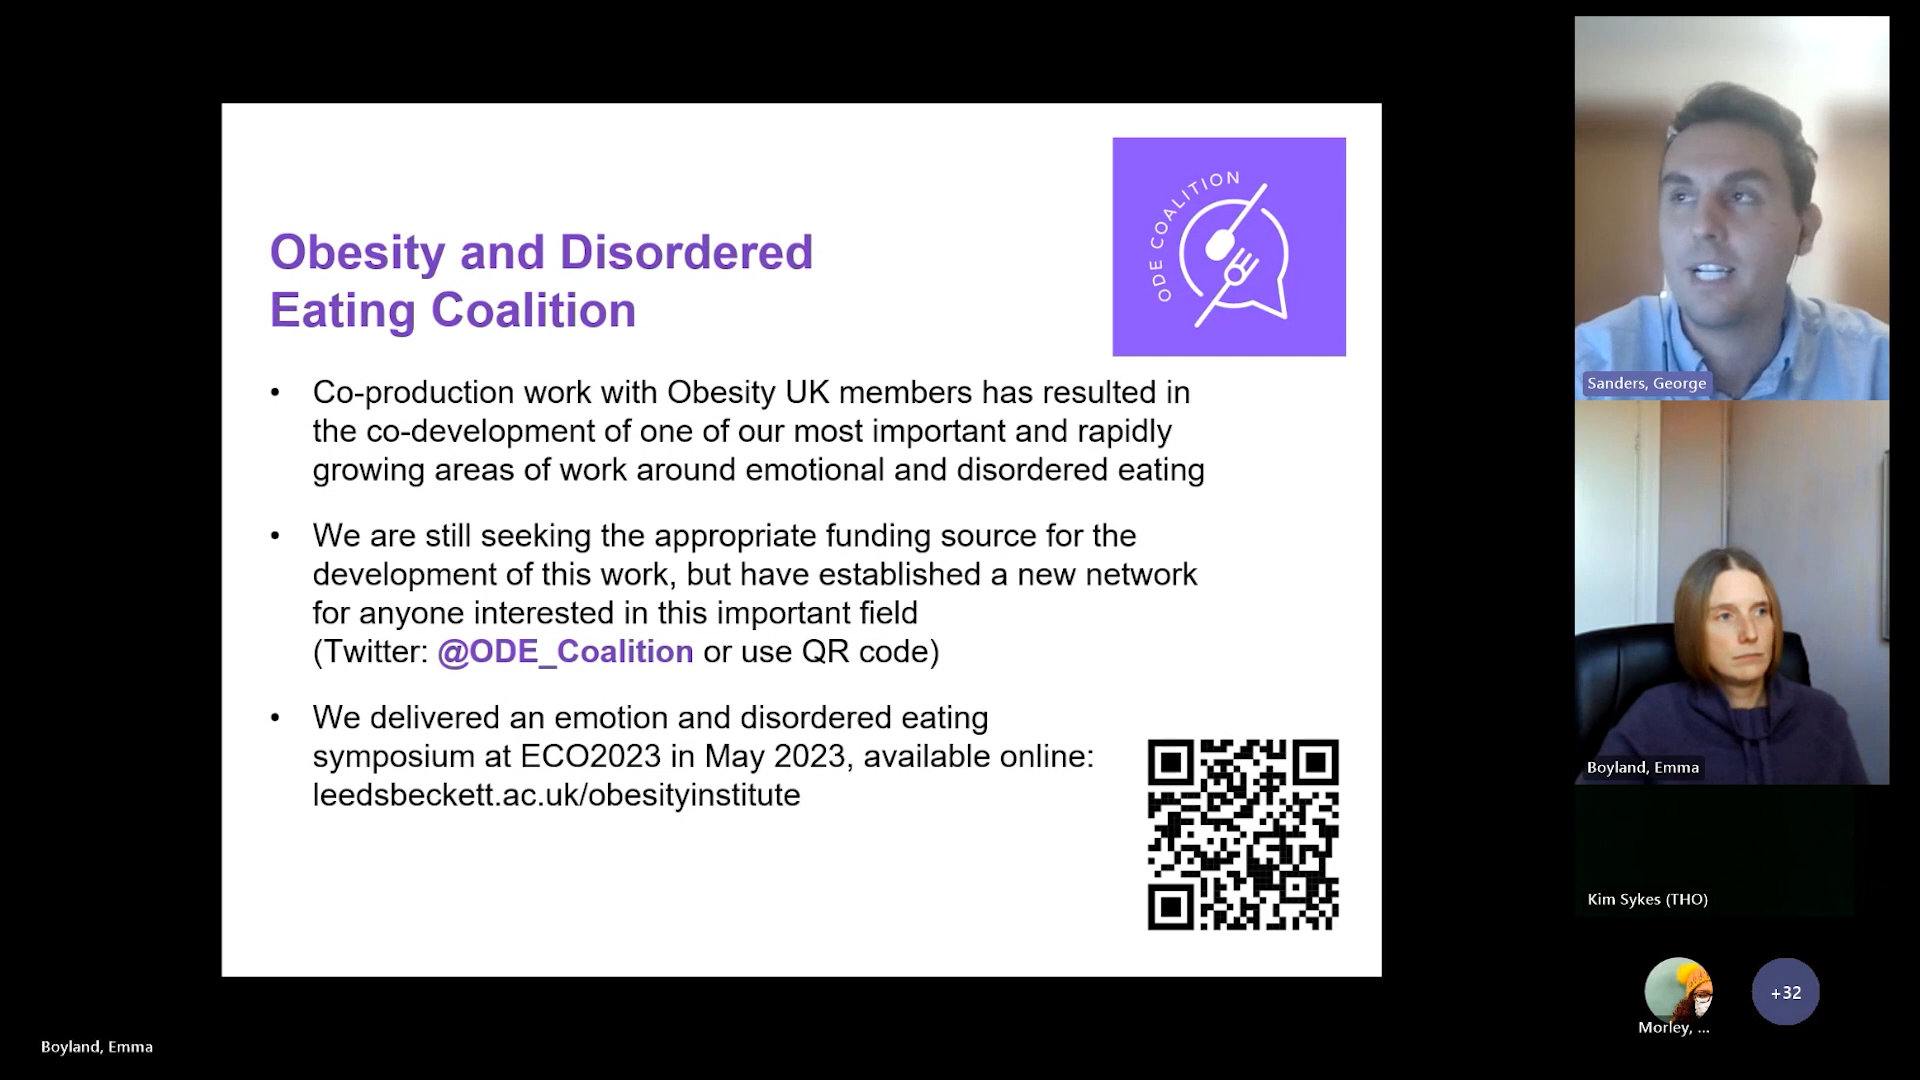 ODE COALITION
Obesity and Disordered
Eating Coalition
• Co-production work with Obesity UK members has resulted in
the co-development of one of our most important and rapidly
growing areas of work around emotional and disordered eating
• We are still seeking the appropriate funding source for the
development of this work, but have established a new network
for anyone interested in this important field
(Twitter: @ODE_Coalition or use QR code)
• We delivered an emotion and disordered eating
symposium at ECO2023 in May 2023, available online:
leedsbeckett.ac.uk/obesityinstitute
Sanders, George
Boyland, Emma
Kim Sykes (THO)
+32
Morley, ...
Boyland, Emma